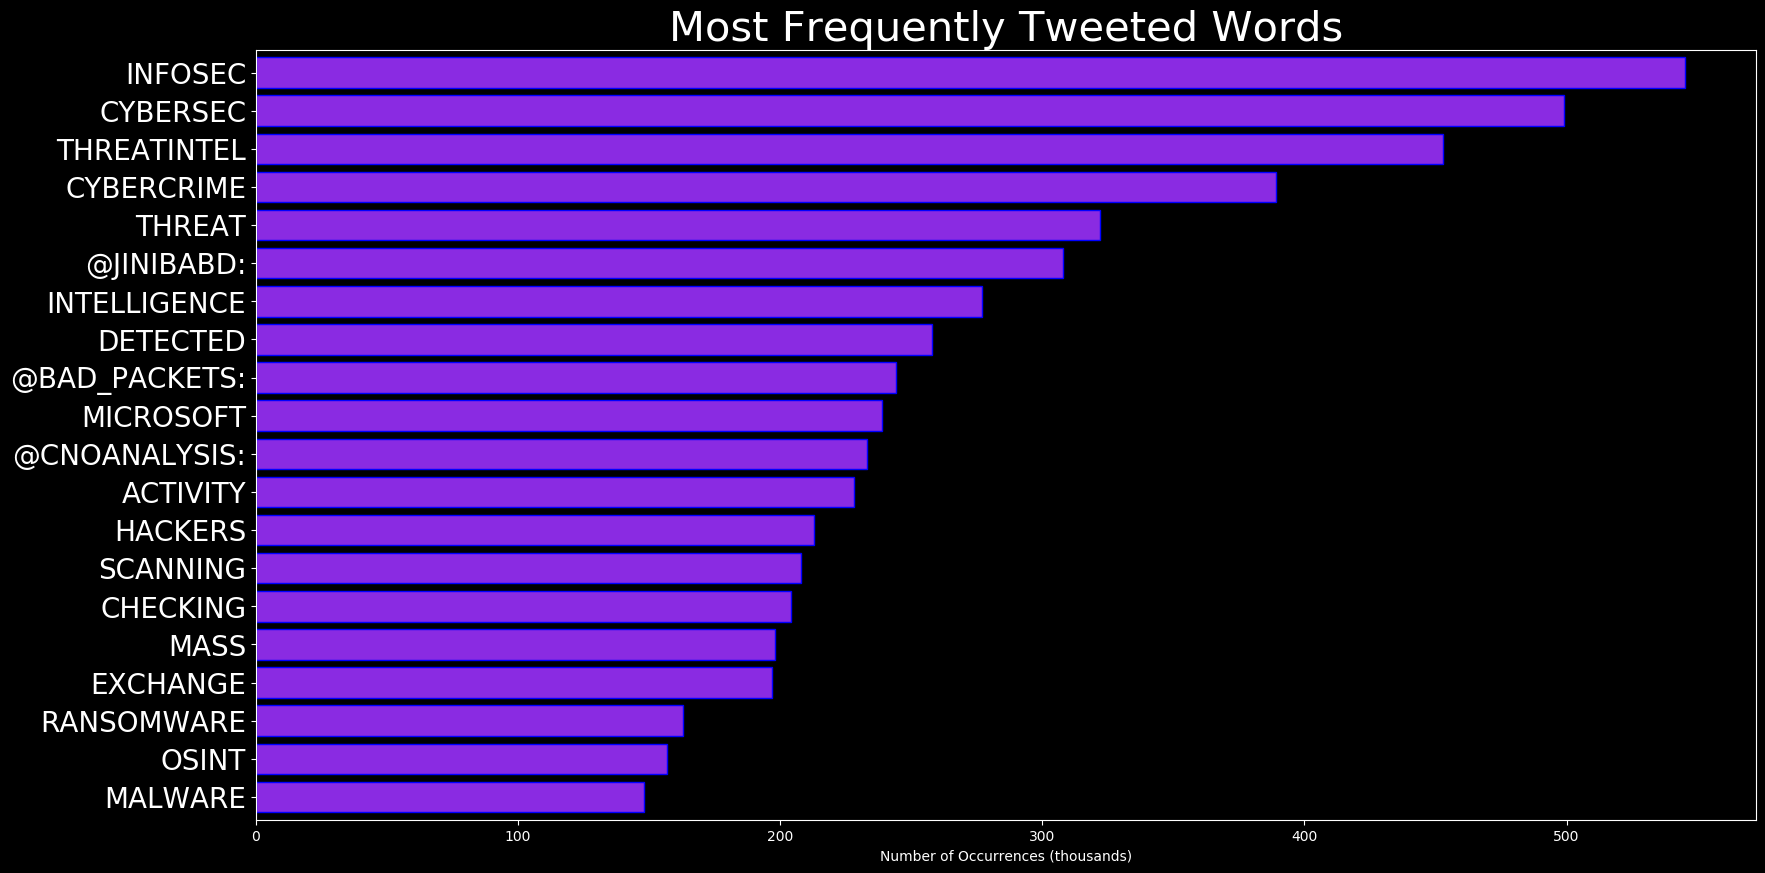 Most Frequently Tweeted Words
INFOSEC
CYBERSEC
THREATINTEL
CYBERCRIME
THREAT
@JINIBABD:
INTELLIGENCE
DETECTED
@BAD_PACKETS:
MICROSOFT
@CNOANALYSIS:
ACTIVITY
HACKERS
SCANNING
CHECKING
MASS
EXCHANGE
RANSOMWARE
OSINT
MALWARE
0 100 200 300 400 500
Number of Occurrences (thousands)